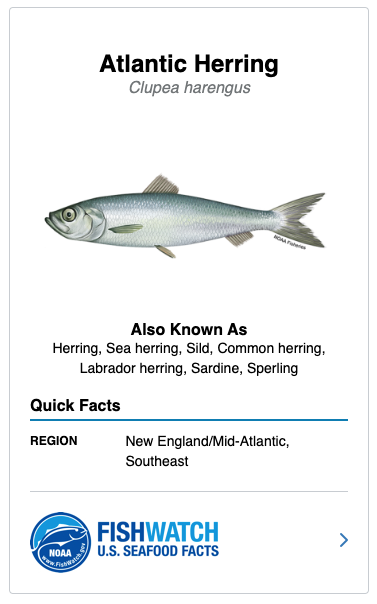 Atlantic Herring
Clupea harengus
NOAA Fisheries
Also Known As
Herring, Sea herring, Sild, Common herring,
Labrador herring, Sardine, Sperling
Quick Facts
REGION
New England/Mid-Atlantic,
Southeast
NOAA
www.FishWatch.gov
FISHWATCH
U.S. SEAFOOD FACTS